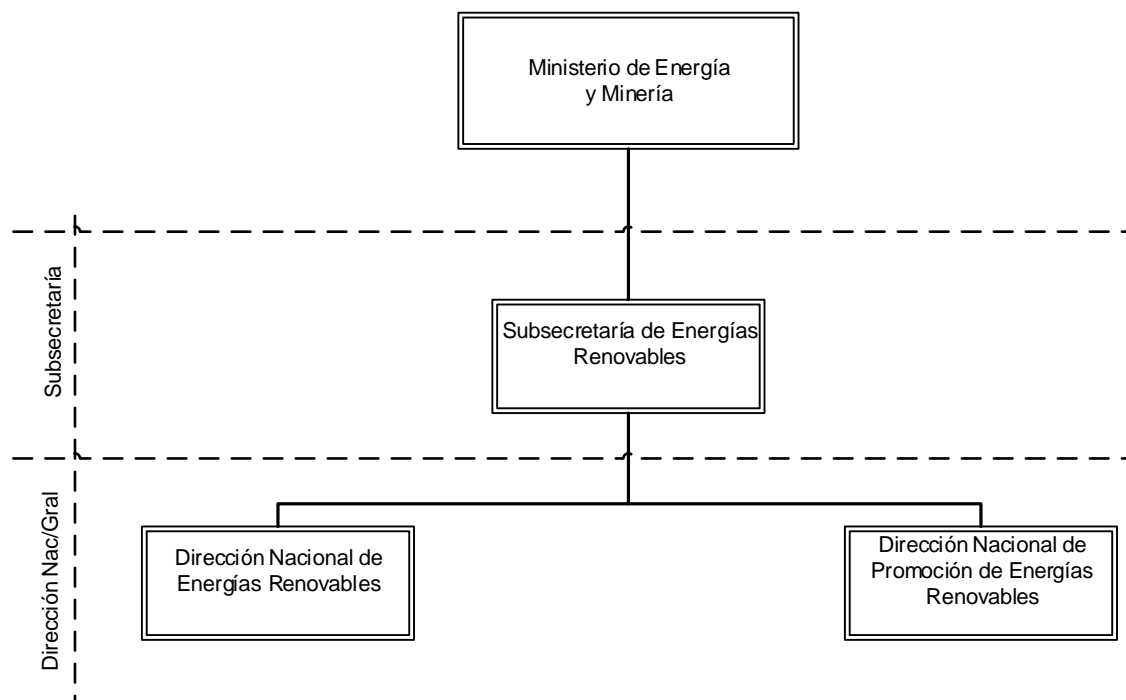 Ministerio de Energía
y Minería
Subsecretaría
Subsecretaría de Energías
Renovables
Dirección Nac/Gral
Dirección Nacional de
Energías Renovables
Dirección Nacional de
Promoción de Energías
Renovables